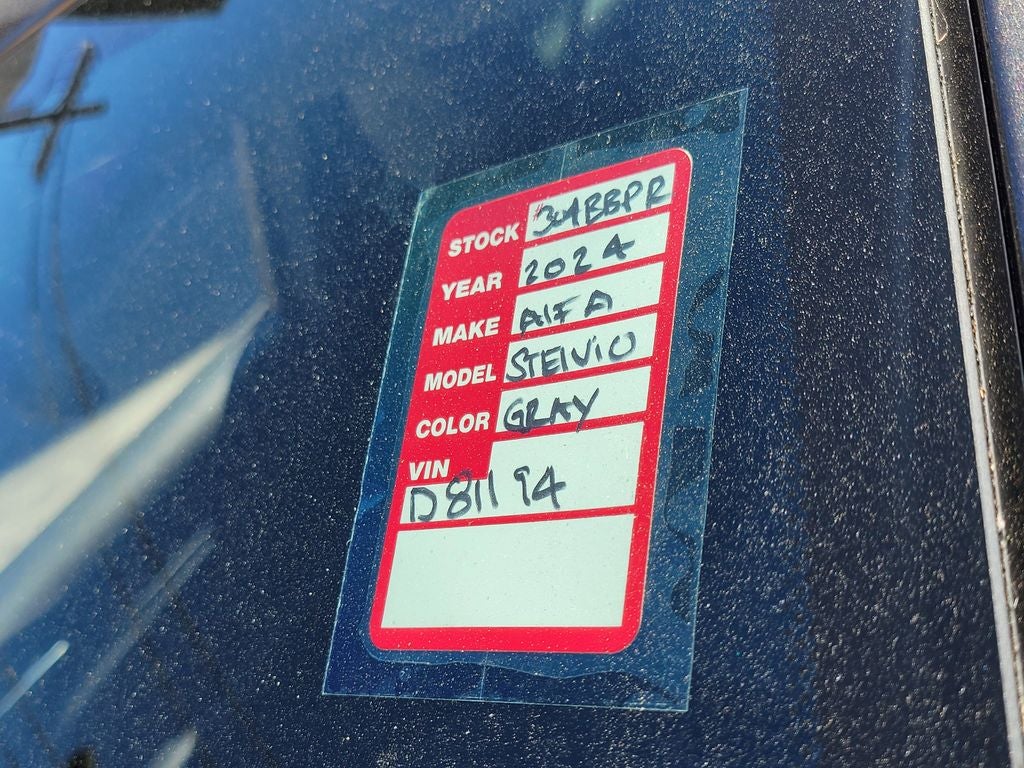 STOCK #304BBPR
YEAR 2024
MAKE AlFA
MODEL STElViO
COLOR GRAY
VIN
D81194